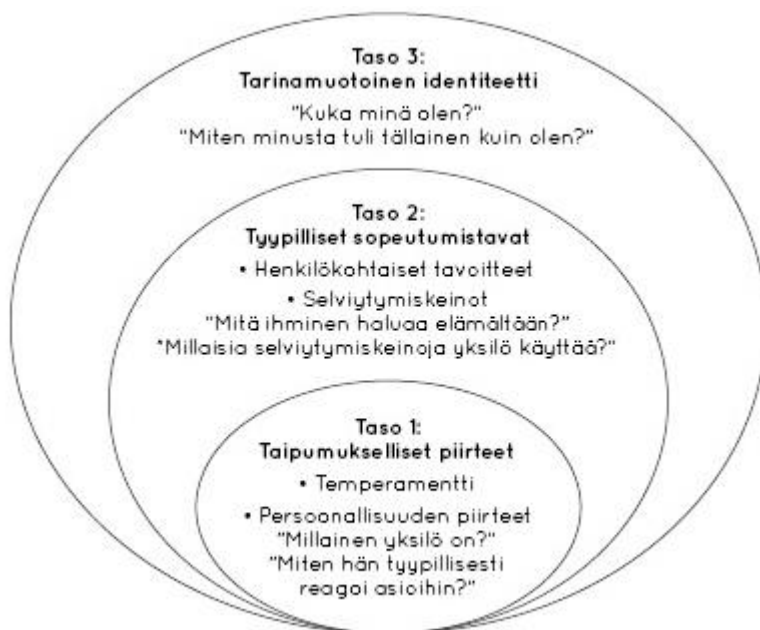 Taso 3:
Tarinamuotoinen identiteetti
"Kuka minä olen?"
"Miten minusta tuli tällainen kuin olen?"
Taso 2:
Tyypilliset sopeutumistavat
• Henkilökohtaiset tavoitteet
• Selviytymiskeinot
"Mitä ihminen haluaa elämältään?"
"Millaisia selviytymiskeinoja yksilö käyttää?"
Taso 1:
Taipumukselliset piirteet
• Temperamentti
• Persoonallisuuden piirteet
"Millainen yksilö on?"
"Miten hän tyypillisesti
reagoi asioihin?"